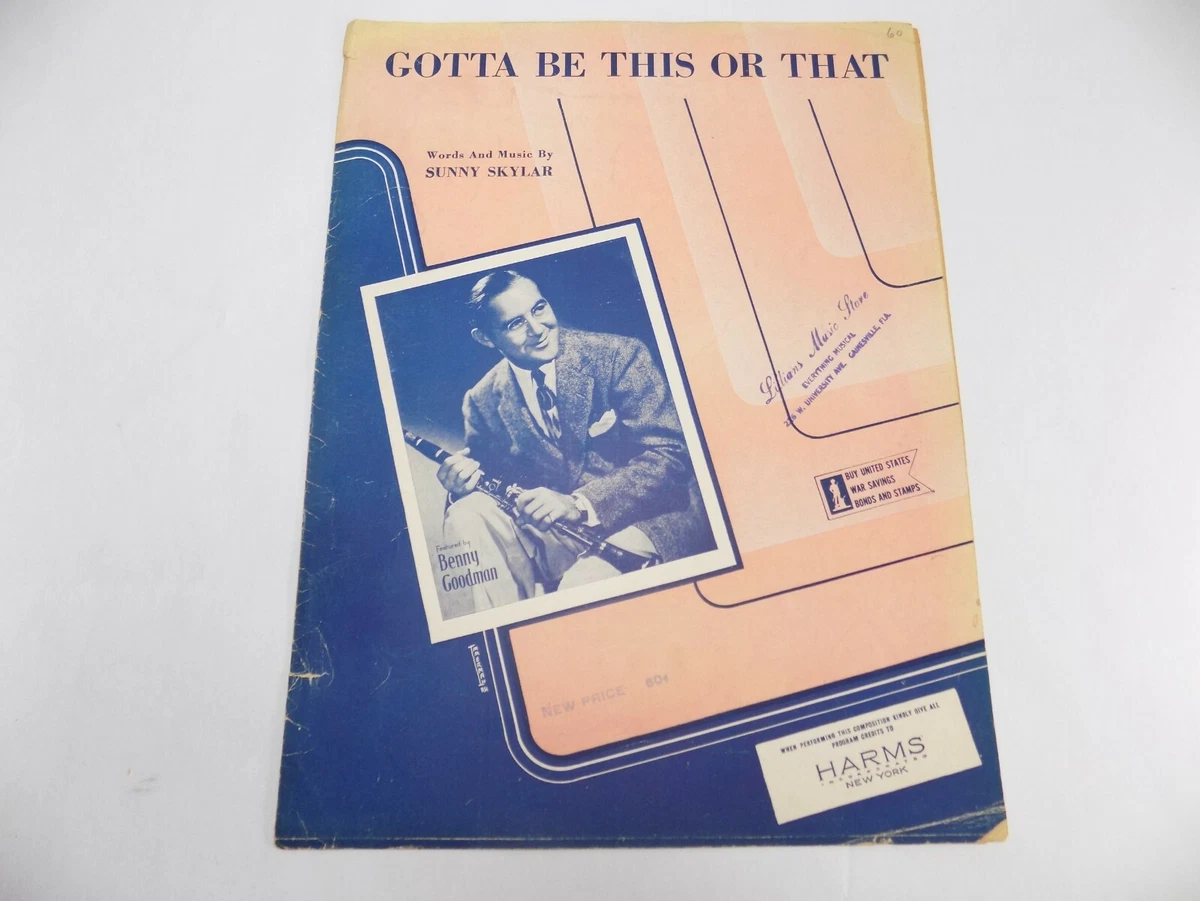 60
GOTTA BE THIS OR THAT
Words And Music By
SUNNY SKYLAR
Lillians Music Store
EVERYTHING MUSICAL
W. UNIVERSITY AVE. GAINESVILLE, FLA
BUY UNITED STATES
WAR SAVINGS
BONDS AND STAMPS
Featured by
Benny
Goodman
NEW PRICE 60¢
WHEN PERFORMING THIS COMPOSITION KINDLY GIVE ALL
PROGRAM CREDITS TO
HARMS
INCORPORATED
NEW YORK